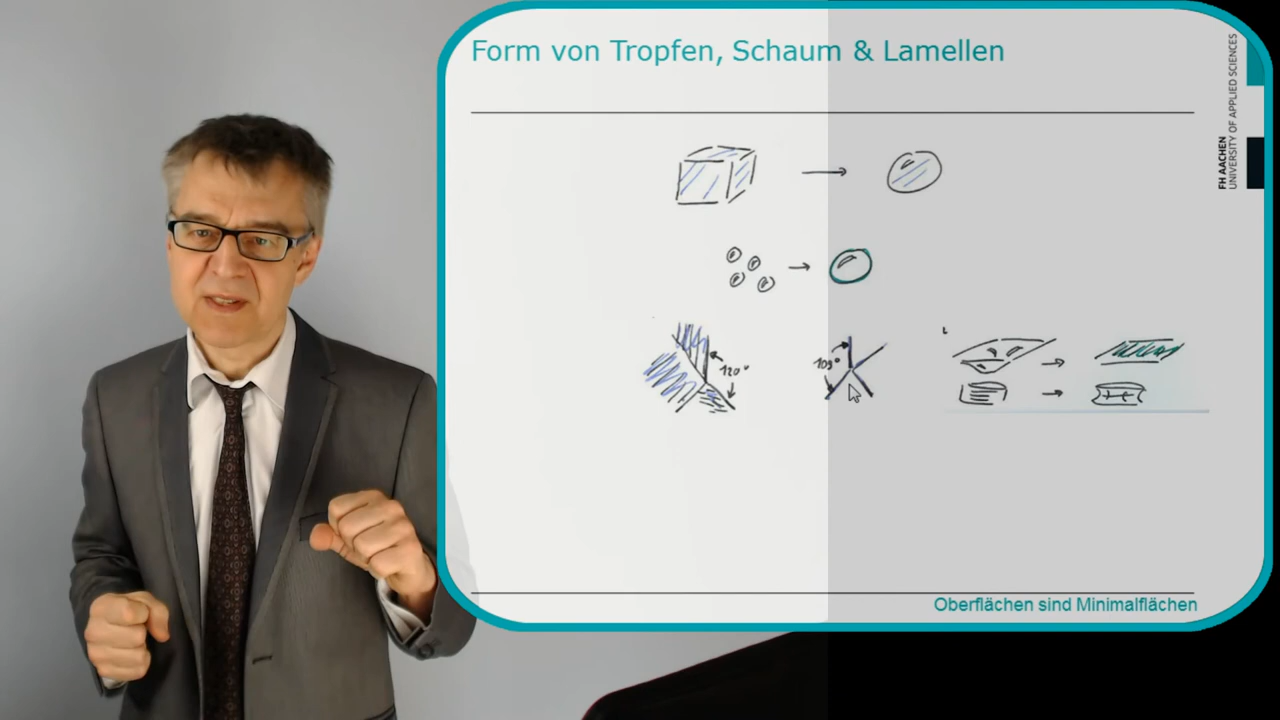 Form von Tropfen, Schaum & Lamellen
FH AACHEN
UNIVERSITY OF APPLIED SCIENCES
120°
109°
Oberflächen sind Minimalflächen